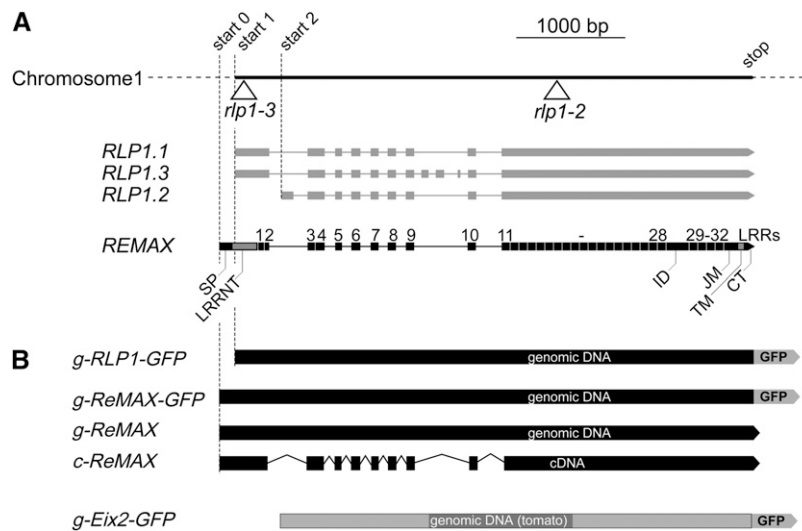 A
start 0
start 1
start 2
1000 bp
stop
Chromosome1
rlp1-3
rlp1-2
RLP1.1
RLP1.3
RLP1.2
REMAX
12 34 5 6 7 8 9 10 11 - 28 29-32 LRRs
SP
LRRNT
ID
JM
TM
CT
B
g-RLP1-GFP genomic DNA GFP
g-ReMAX-GFP genomic DNA GFP
g-ReMAX genomic DNA
c-ReMAX cDNA
g-Eix2-GFP genomic DNA (tomato) GFP